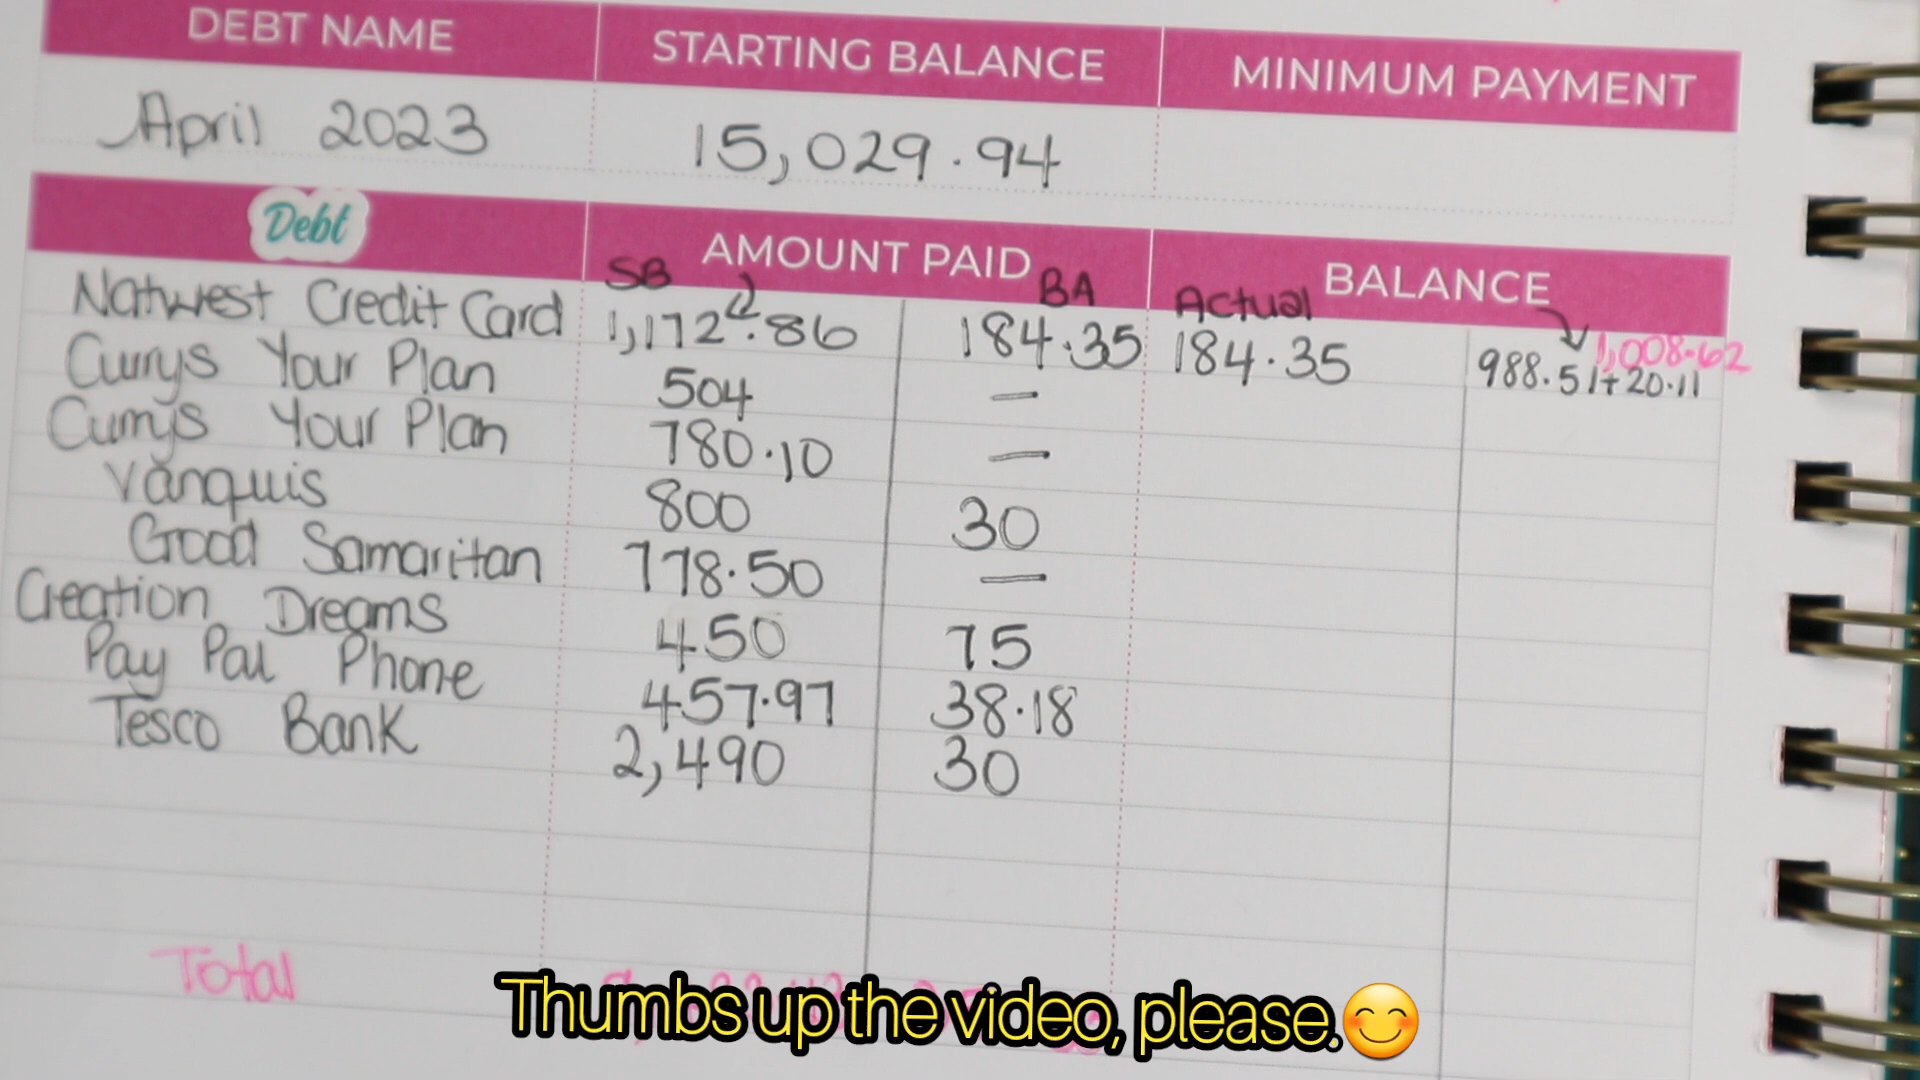 DEBT NAME STARTING BALANCE MINIMUM PAYMENT
April 2023 15,029.94
Debt AMOUNT PAID BALANCE
SB BA Actual
Natwest Credit Card 1,172.86 184.35 184.35 988.51+20.11 1,008.62
Currys Your Plan 504 —
Currys Your Plan 780.10 —
Vanquis 800 30
Good Samaritan 778.50 —
Creation Dreams 450 75
Pay Pal Phone 457.97 38.18
Tesco Bank 2,490 30
Total
Thumbs up the video, please.😊